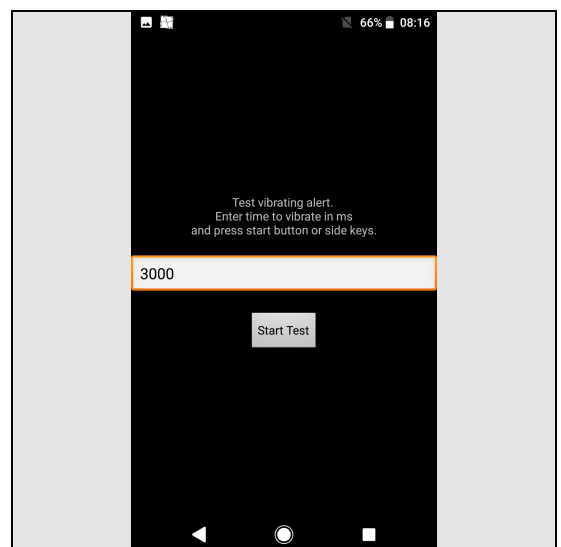 66% 08:16
Test vibrating alert.
Enter time to vibrate in ms
and press start button or side keys.
3000
Start Test